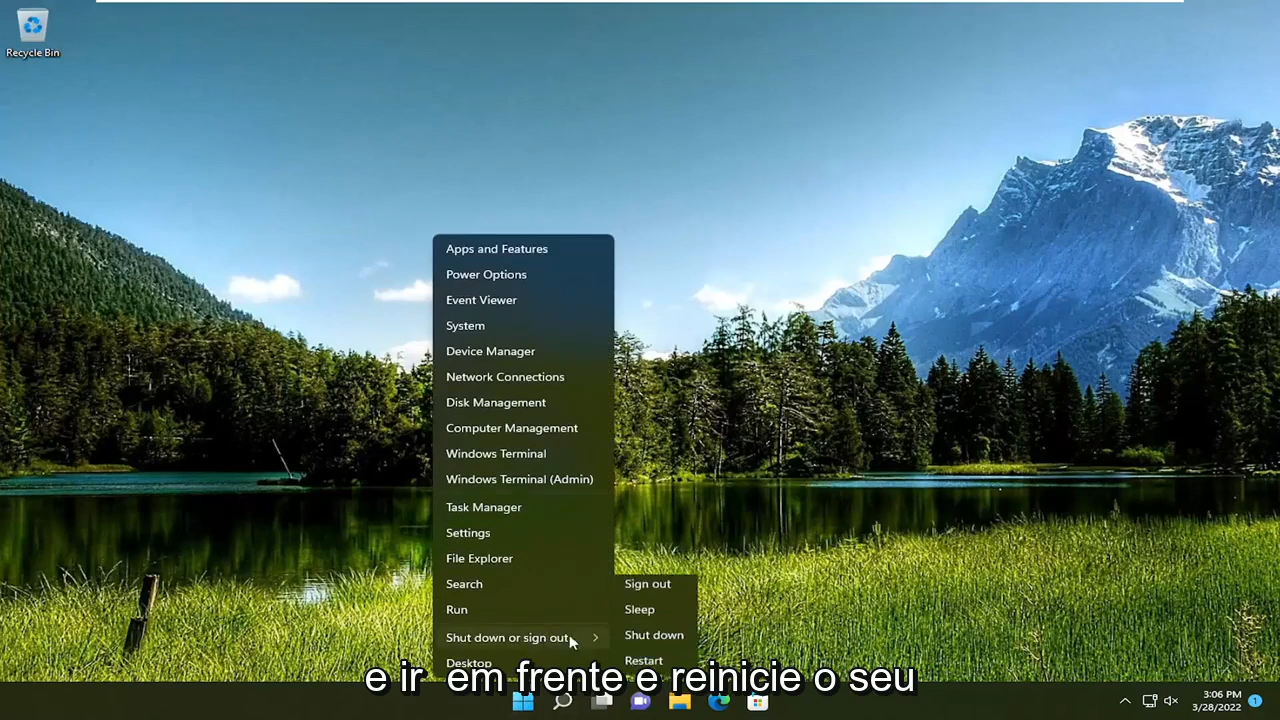 Recycle Bin
Apps and Features
Power Options
Event Viewer
System
Device Manager
Network Connections
Disk Management
Computer Management
Windows Terminal
Windows Terminal (Admin)
Task Manager
Settings
File Explorer
Search
Run
Shut down or sign out
Desktop
Sign out
Sleep
Shut down
Restart
e ir em frente e reinicie o seu
3:06 PM
3/28/2022
1